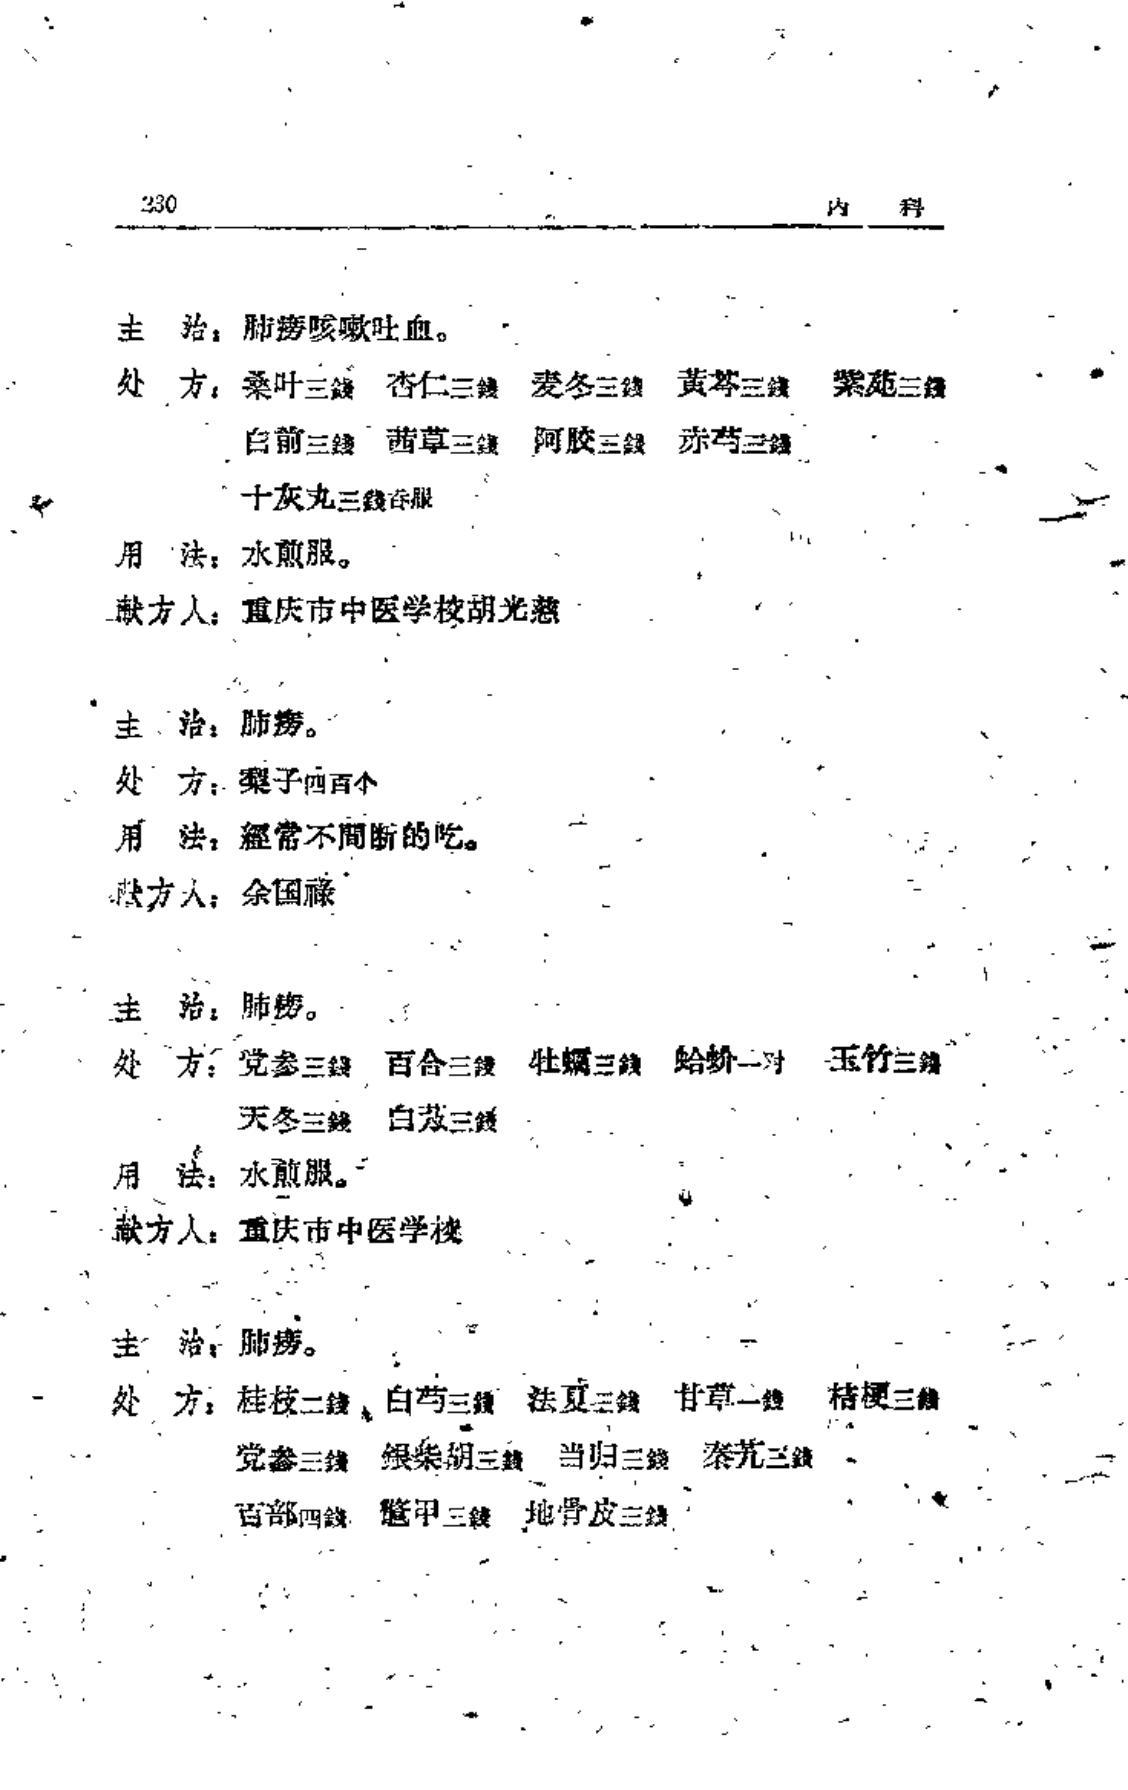 230 内 科
主 治：肺痨咳嗽吐血。
处 方：桑叶三錢 杏仁三錢 麦冬三錢 黄芩三錢 紫苑三錢
白前三錢 茜草三錢 阿胶三錢 赤芍三錢
十灰丸三錢吞服
用 法：水煎服。
献方人：重庆市中医学校胡光慈
主 治：肺痨。
处 方：梨子四百个
用 法：經常不間断的吃。
献方人：余国祿
主 治：肺痨。
处 方：党参三錢 百合三錢 牡蠣三錢 蛤蚧一对 玉竹三錢
天冬三錢 白芨三錢
用 法：水煎服。
献方人：重庆市中医学校
主 治：肺痨。
处 方：桂枝二錢 白芍三錢 法夏三錢 甘草一錢 桔梗三錢
党参三錢 銀柴胡三錢 当归三錢 秦艽三錢
百部四錢 鼈甲三錢 地骨皮三錢